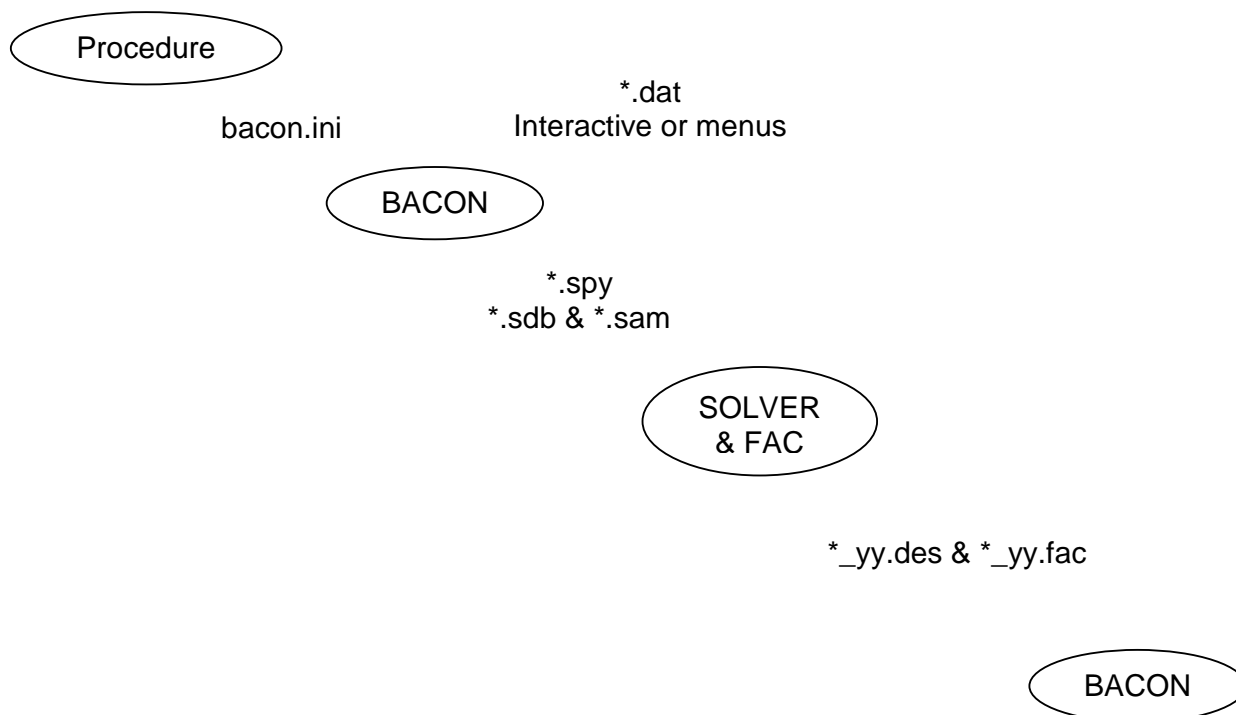 Procedure
*.dat
bacon.ini
Interactive or menus
BACON
*.spy
*.sdb & *.sam
SOLVER
& FAC
*_yy.des & *_yy.fac
BACON